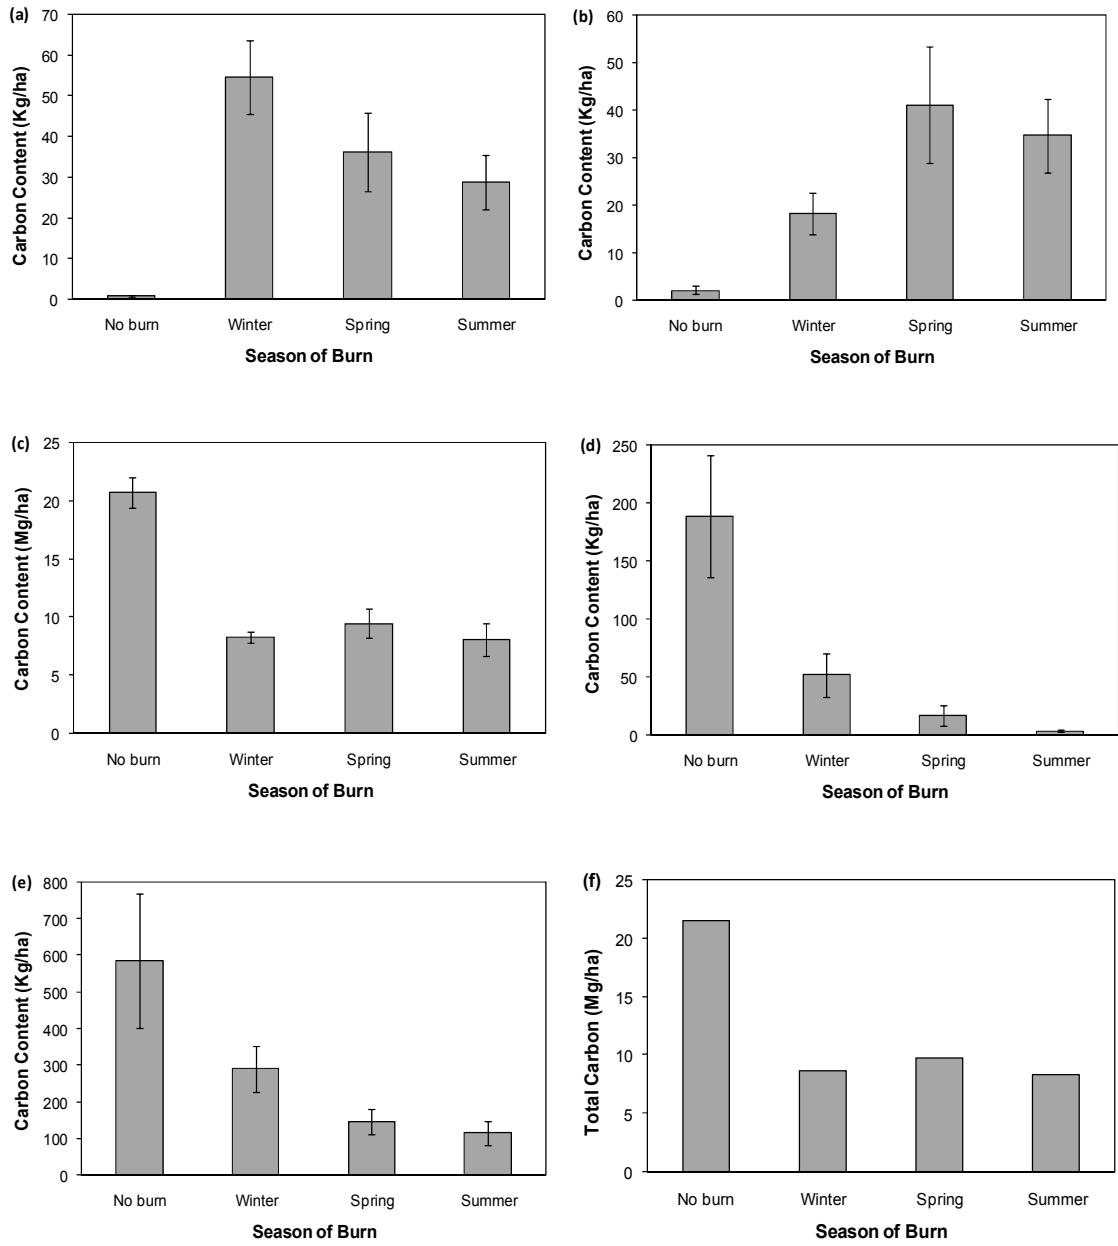 (a)
Carbon Content (Kg/ha)
70
60
50
40
30
20
10
0
No burn Winter Spring Summer
Season of Burn
(b)
Carbon Content (Kg/ha)
60
50
40
30
20
10
0
No burn Winter Spring Summer
Season of Burn
(c)
Carbon Content (Mg/ha)
25
20
15
10
5
0
No burn Winter Spring Summer
Season of Burn
(d)
Carbon Content (Kg/ha)
250
200
150
100
50
0
No burn Winter Spring Summer
Season of Burn
(e)
Carbon Content (Kg/ha)
800
700
600
500
400
300
200
100
0
No burn Winter Spring Summer
Season of Burn
(f)
Total Carbon (Mg/ha)
25
20
15
10
5
0
No burn Winter Spring Summer
Season of Burn